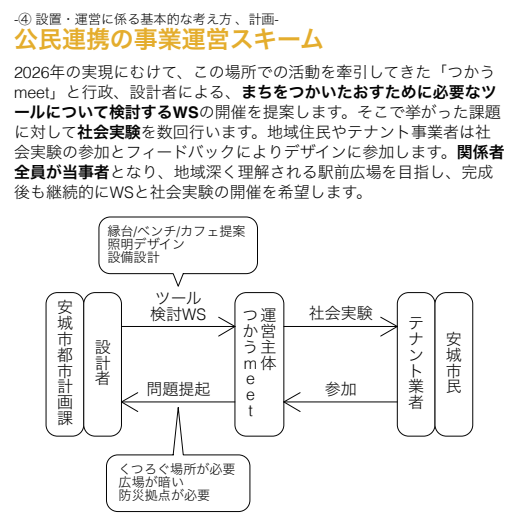 -④ 設置・運営に係る基本的な考え方、計画-
公民連携の事業運営スキーム
2026年の実現にむけて、この場所での活動を牽引してきた「つかう
meet」と行政、設計者による、まちをつかいたおすために必要なツ
ールについて検討するWSの開催を提案します。そこで挙がった課題
に対して社会実験を数回行います。地域住民やテナント事業者は社
会実験の参加とフィードバックによりデザインに参加します。関係者
全員が当事者となり、地域深く理解される駅前広場を目指し、完成
後も継続的にWSと社会実験の開催を希望します。
縁台/ベンチ/カフェ提案
照明デザイン
設備設計
安城市都市計画課
設計者
ツール
検討WS
問題提起
運営主体
つかうmeet
社会実験
参加
テナント業者
安城市民
くつろぐ場所が必要
広場が暗い
防災拠点が必要